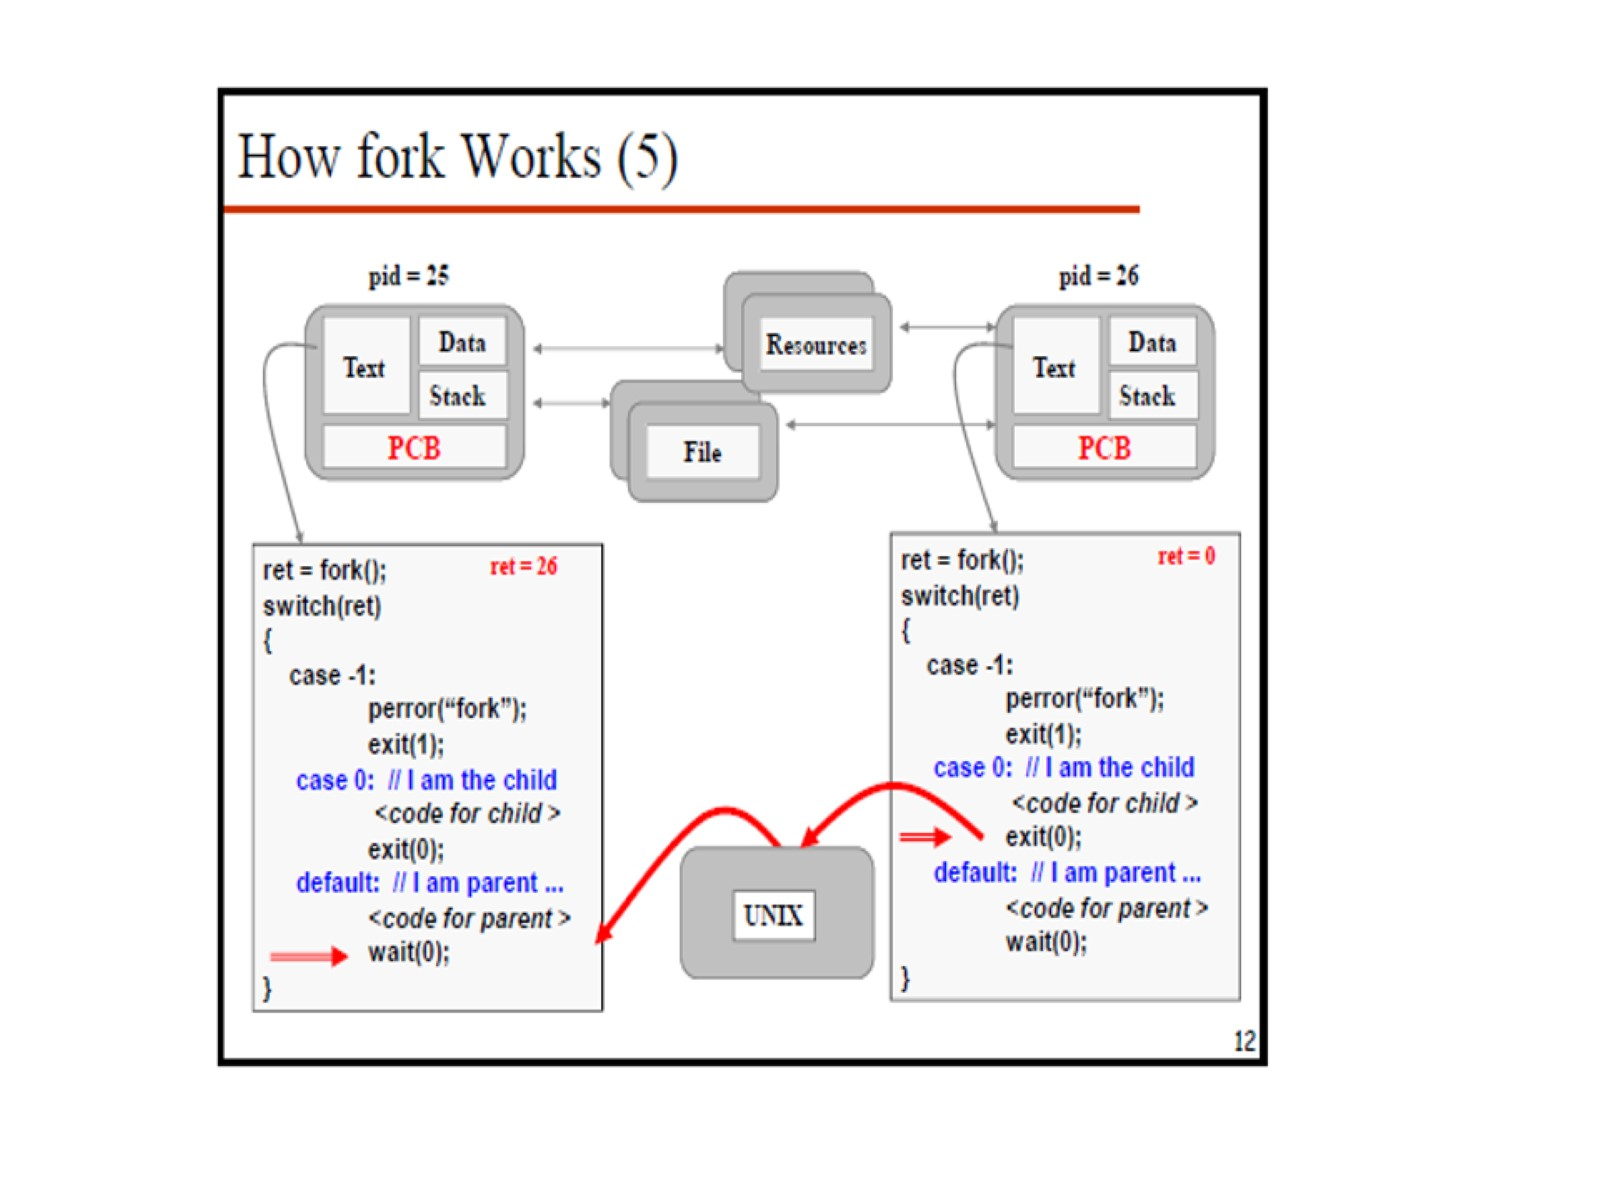 How fork Works (5)
pid = 25
pid = 26
Text
Data
Stack
PCB
Resources
File
Text
Data
Stack
PCB
ret = fork(); ret = 26
switch(ret)
{
case -1:
perror(“fork”);
exit(1);
case 0: // I am the child
<code for child >
exit(0);
default: // I am parent ...
<code for parent >
wait(0);
}
UNIX
ret = fork(); ret = 0
switch(ret)
{
case -1:
perror(“fork”);
exit(1);
case 0: // I am the child
<code for child >
exit(0);
default: // I am parent ...
<code for parent >
wait(0);
}
12